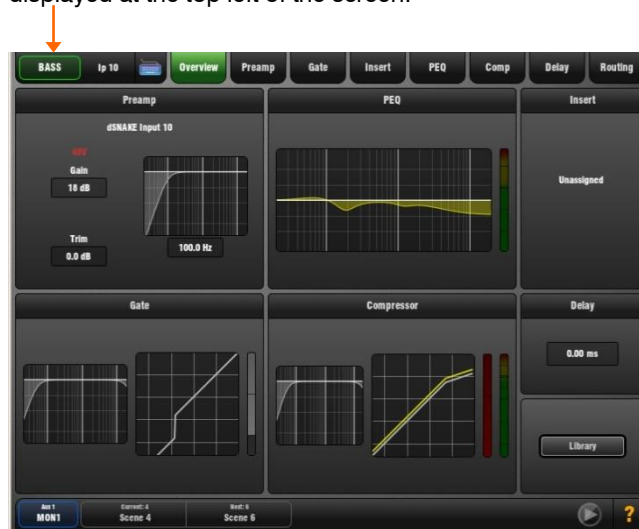 displayed at the top left of the screen.
BASS Ip 10 Overview Preamp Gate Insert PEQ Comp Delay Routing
Preamp PEQ Insert
dSNAKE Input 10
48V
Gain
Unassigned
18 dB
Trim
100.0 Hz
0.0 dB
Gate Compressor Delay
0.00 ms
Library
Aux 1 Current: 4 Next: 6
MON1 Scene 4 Scene 6 ?